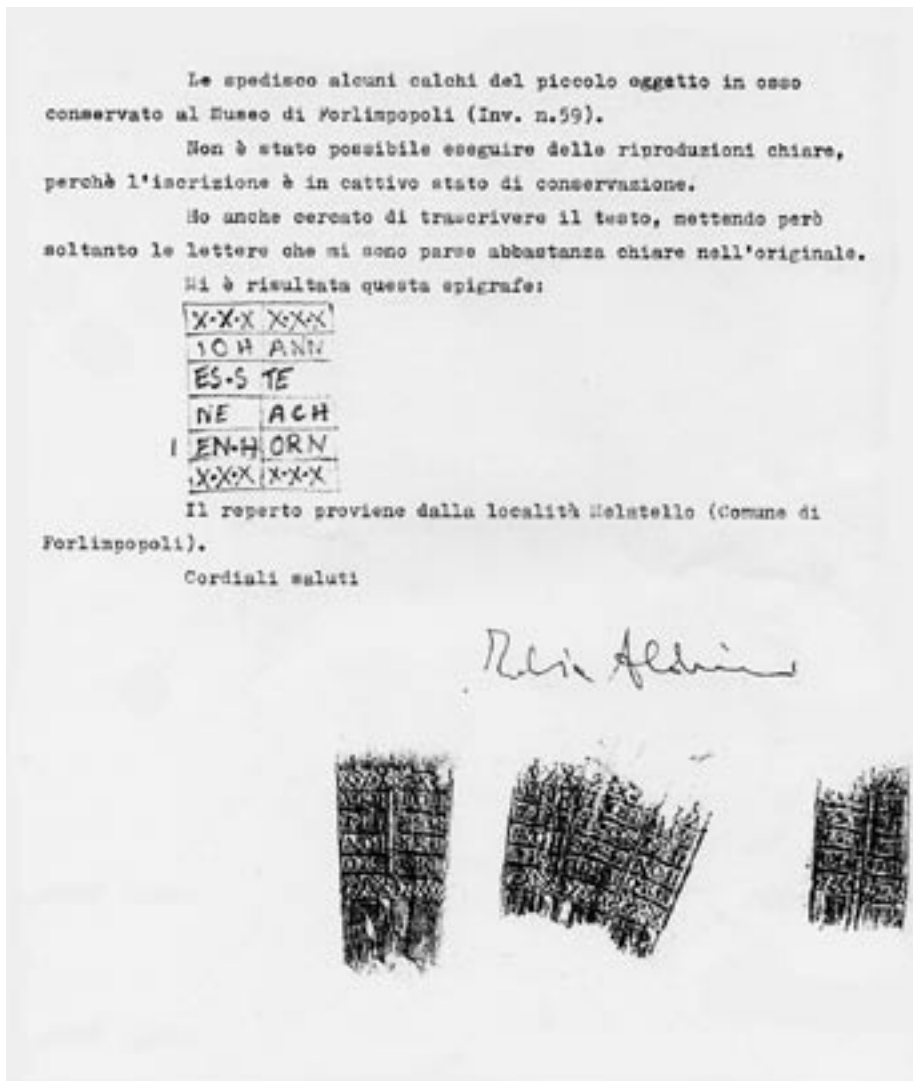 Le spedisco alcuni calchi del piccolo oggetto in osso
conservato al Museo di Forlimpopoli (Inv. n.59).
Non è stato possibile eseguire delle riproduzioni chiare,
perchè l'iscrizione è in cattivo stato di conservazione.
Ho anche cercato di trascrivere il testo, mettendo però
soltanto le lettere che mi sono parse abbastanza chiare nell'originale.
Mi è risultata questa epigrafe:
X·X·X X·X·X
IOH ANN
ES·S TE
NE ACH
I EN·H ORN
X·X·X X·X·X
Il reperto proviene dalla località Melatello (Comune di
Forlimpopoli).
Cordiali saluti